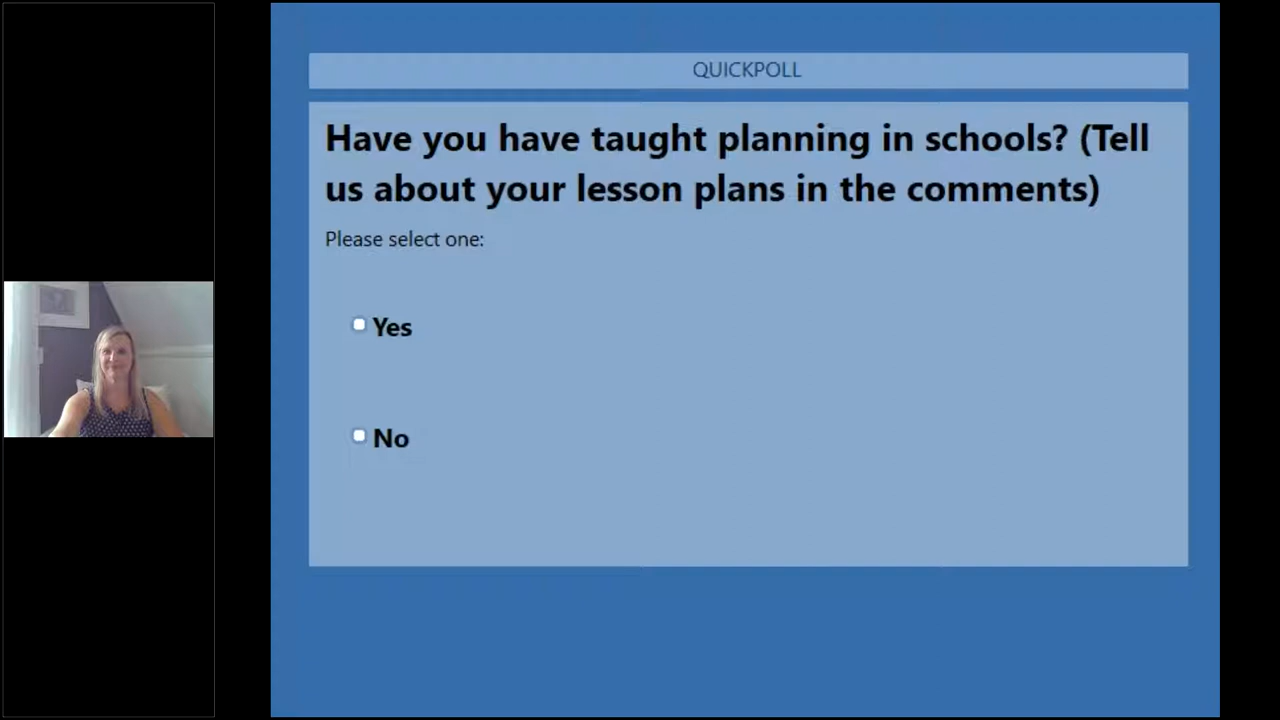 QUICKPOLL
Have you have taught planning in schools? (Tell
us about your lesson plans in the comments)
Please select one:
Yes
No